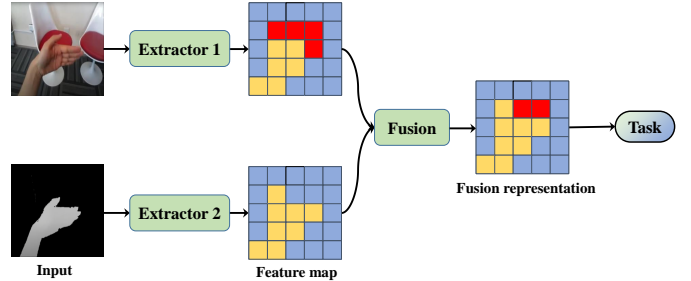 Extractor 1
Fusion
Task
Fusion representation
Extractor 2
Input
Feature map